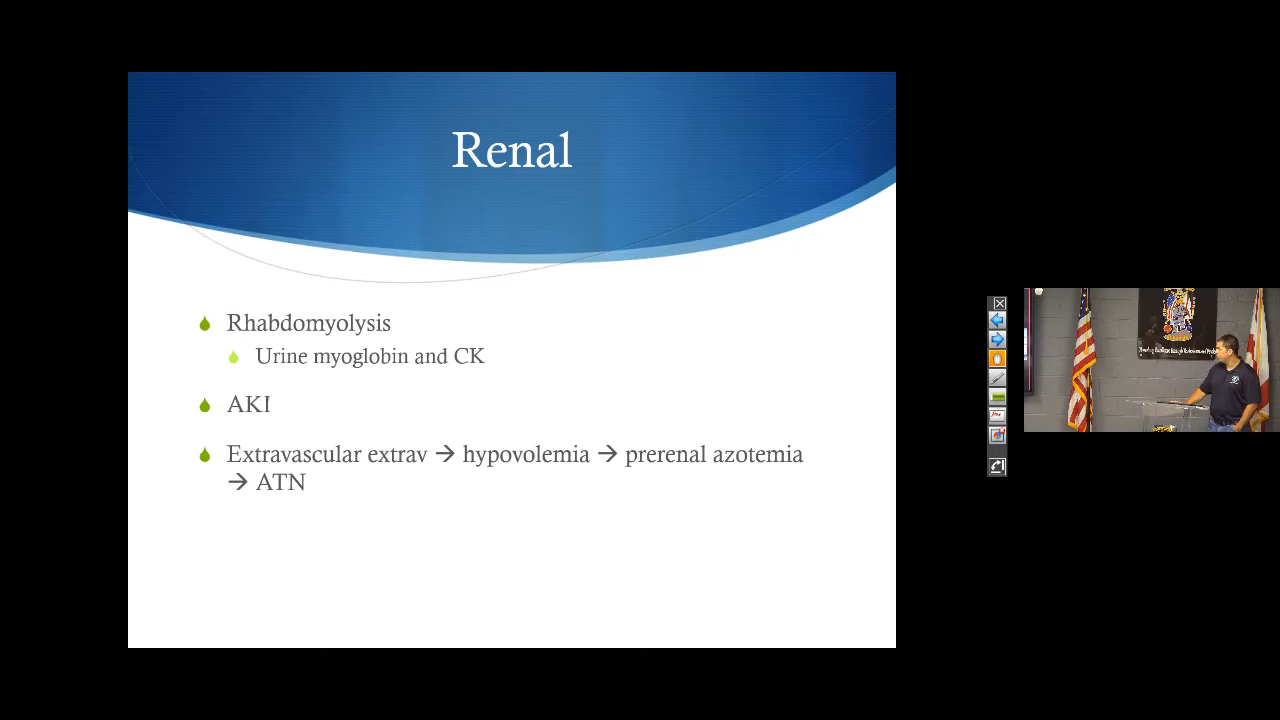 Renal
Rhabdomyolysis
Urine myoglobin and CK
AKI
Extravascular extrav → hypovolemia → prerenal azotemia
→ ATN